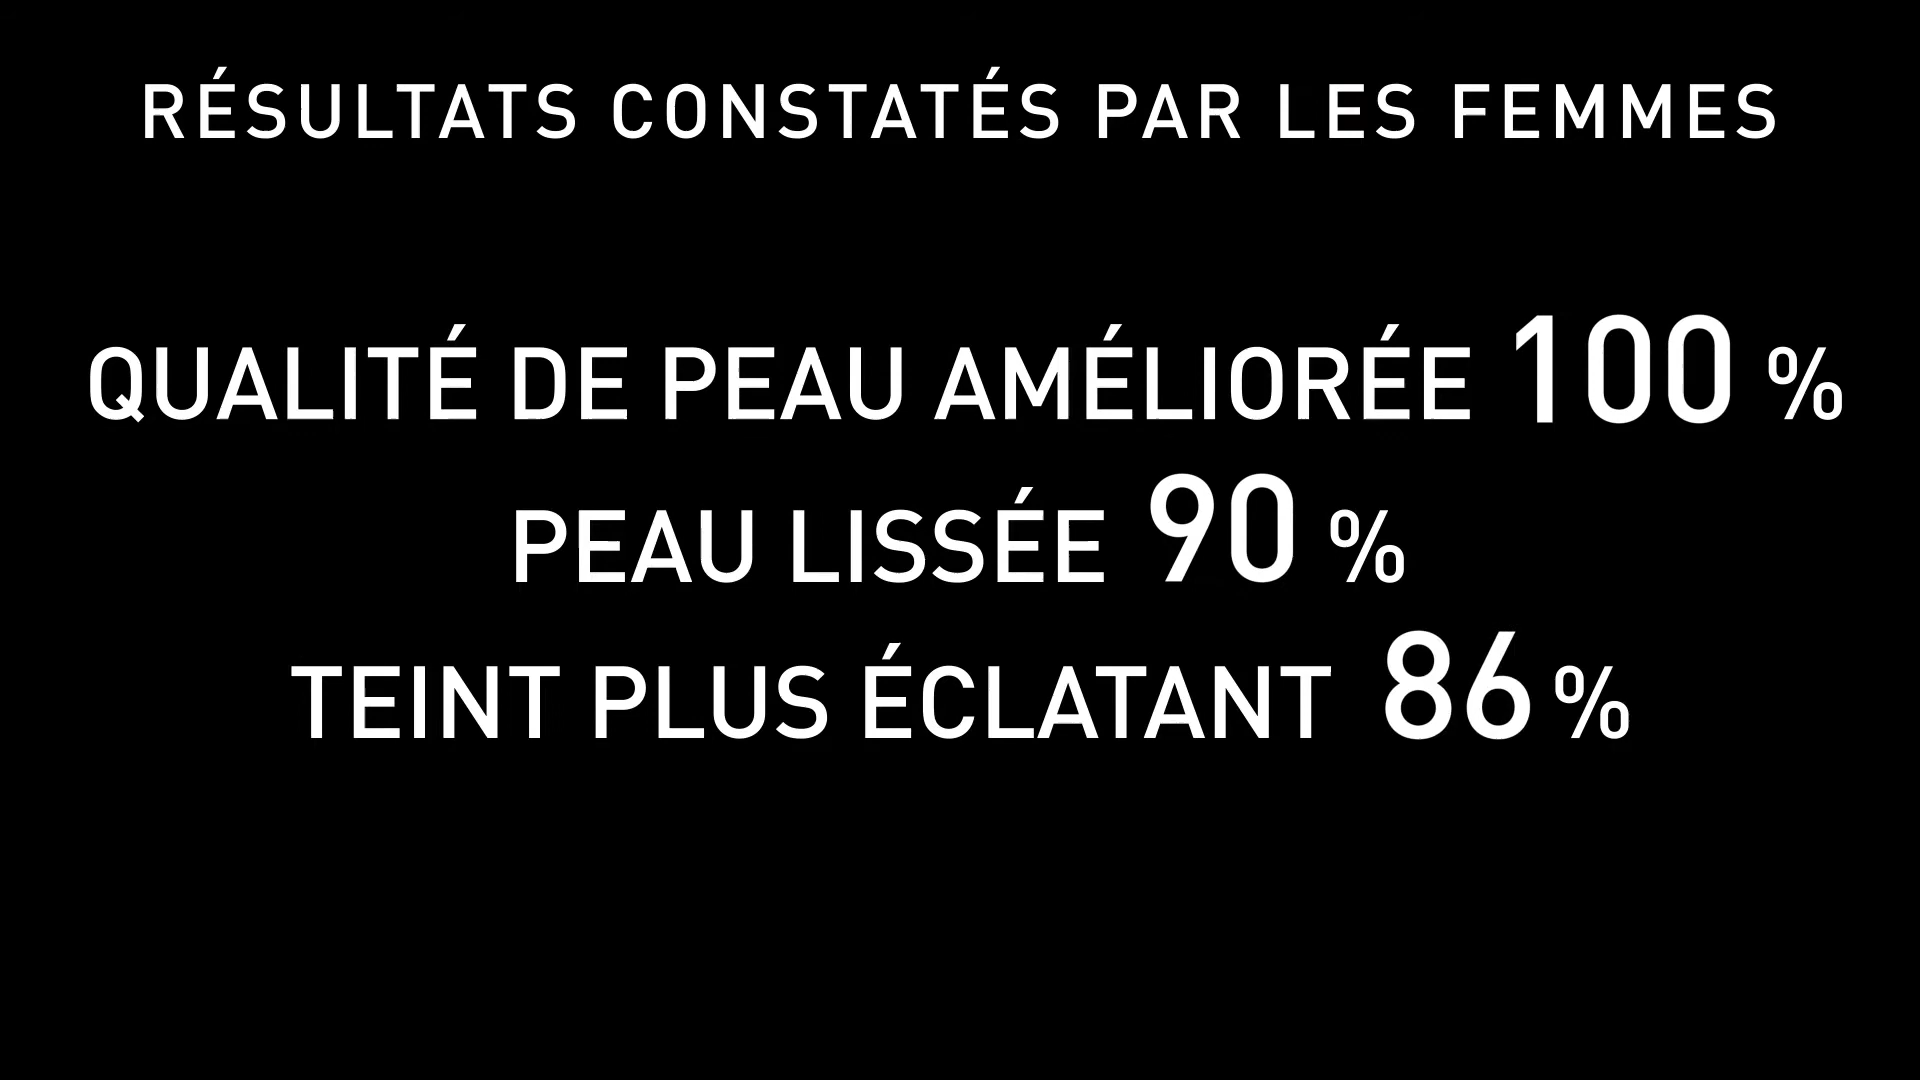 RÉSULTATS CONSTATÉS PAR LES FEMMES
QUALITÉ DE PEAU AMÉLIORÉE 100 %
PEAU LISSÉE 90 %
TEINT PLUS ÉCLATANT 86 %